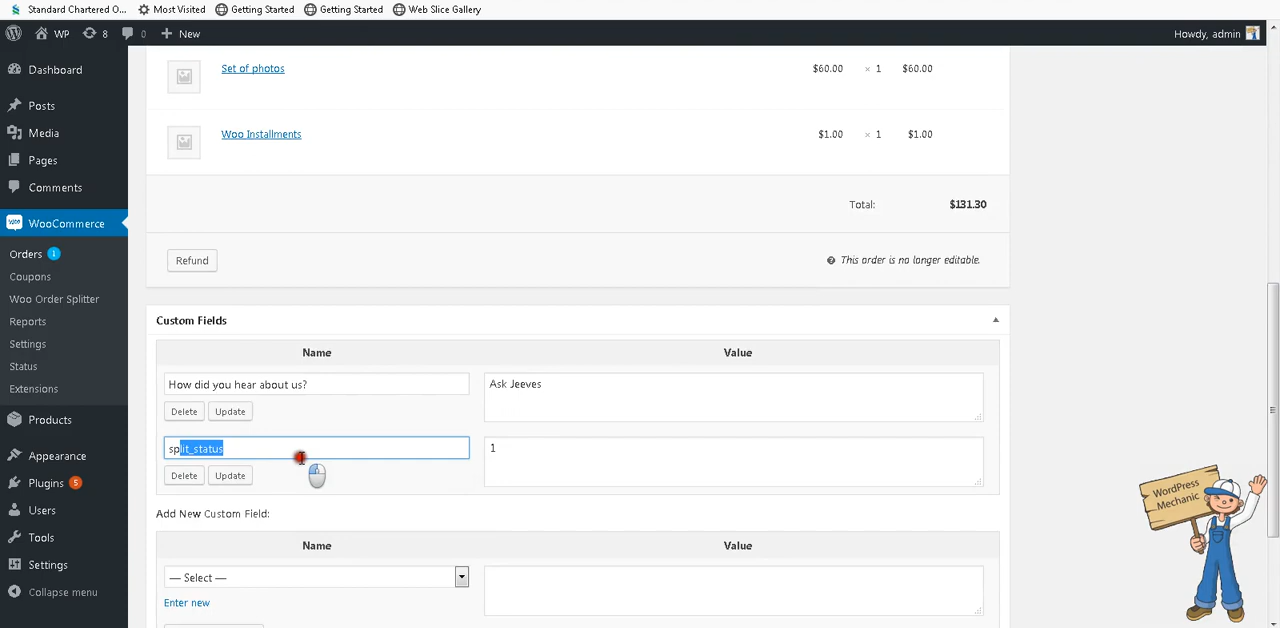 Standard Chartered O... Most Visited Getting Started Getting Started Web Slice Gallery
WP 8 0 New Howdy, admin
Dashboard
Posts
Media
Pages
Comments
WooCommerce
Orders 1
Coupons
Woo Order Splitter
Reports
Settings
Status
Extensions
Products
Appearance
Plugins 5
Users
Tools
Settings
Collapse menu
Set of photos $60.00 × 1 $60.00
Woo Installments $1.00 × 1 $1.00
Total: $131.30
Refund This order is no longer editable.
Custom Fields
Name Value
How did you hear about us? Ask Jeeves
Delete Update
split_status 1
Delete Update
Add New Custom Field:
Name Value
— Select —
Enter new
WordPress
Mechanic